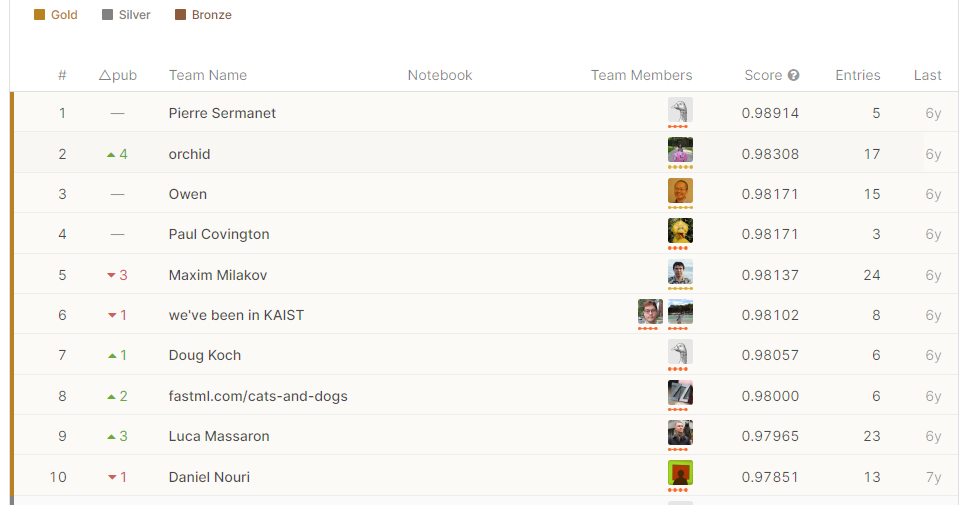 Gold Silver Bronze
# △pub Team Name Notebook Team Members Score ? Entries Last
1 — Pierre Sermanet 0.98914 5 6y
2 ▲ 4 orchid 0.98308 17 6y
3 — Owen 0.98171 15 6y
4 — Paul Covington 0.98171 3 6y
5 ▼ 3 Maxim Milakov 0.98137 24 6y
6 ▼ 1 we've been in KAIST 0.98102 8 6y
7 ▲ 1 Doug Koch 0.98057 6 6y
8 ▲ 2 fastml.com/cats-and-dogs 0.98000 6 6y
9 ▲ 3 Luca Massaron 0.97965 23 6y
10 ▼ 1 Daniel Nouri 0.97851 13 7y